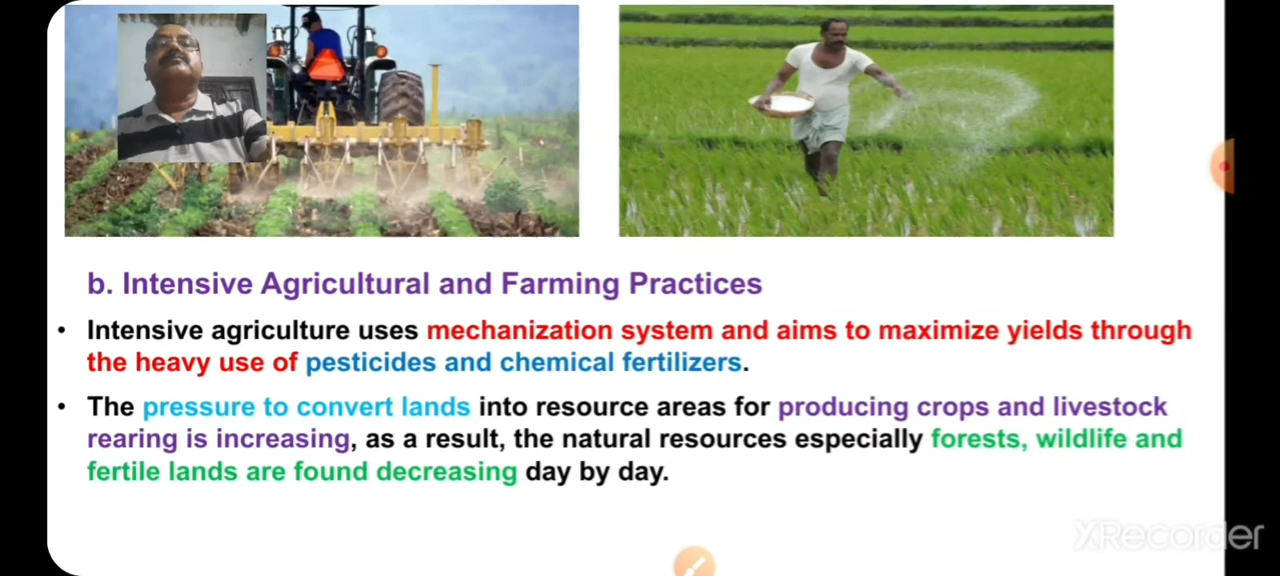 b. Intensive Agricultural and Farming Practices
• Intensive agriculture uses mechanization system and aims to maximize yields through
the heavy use of pesticides and chemical fertilizers.
• The pressure to convert lands into resource areas for producing crops and livestock
rearing is increasing, as a result, the natural resources especially forests, wildlife and
fertile lands are found decreasing day by day.
XRecorder